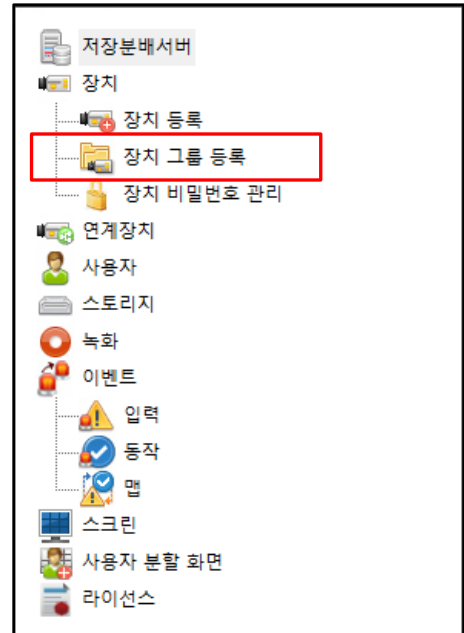 저장분배서버
장치
장치 등록
장치 그룹 등록
장치 비밀번호 관리
연계장치
사용자
스토리지
녹화
이벤트
입력
동작
맵
스크린
사용자 분할 화면
라이선스